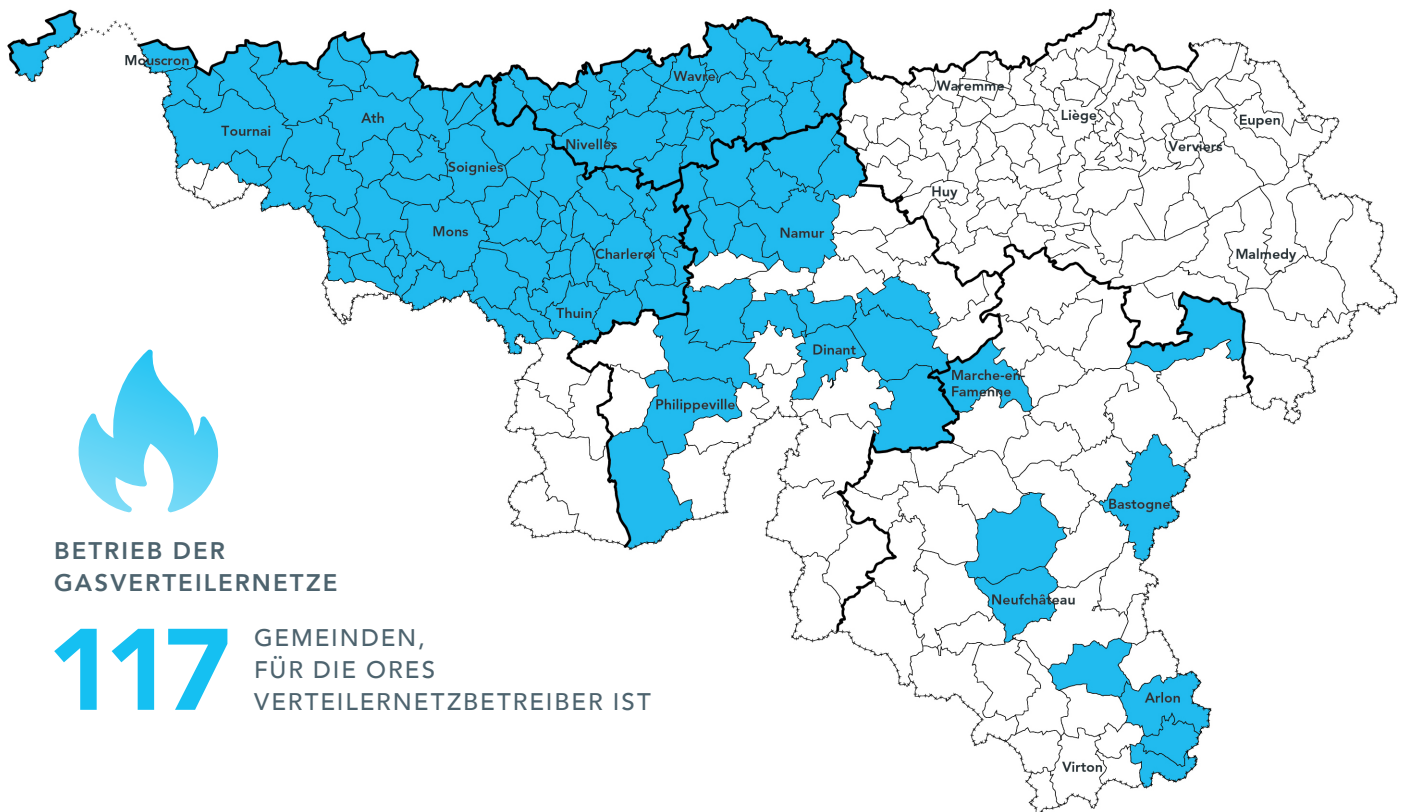 Mouscron
Wavre
Waremme
Liège
Eupen
Ath
Tournai
Nivelles
Verviers
Soignies
Huy
Mons
Namur
Charleroi
Malmedy
Thuin
Dinant
Marche-en-
Famenne
Philippeville
Bastogne
Neufchâteau
Arlon
Virton
BETRIEB DER
GASVERTEILERNETZE
117
GEMEINDEN,
FÜR DIE ORES
VERTEILERNETZBETREIBER IST